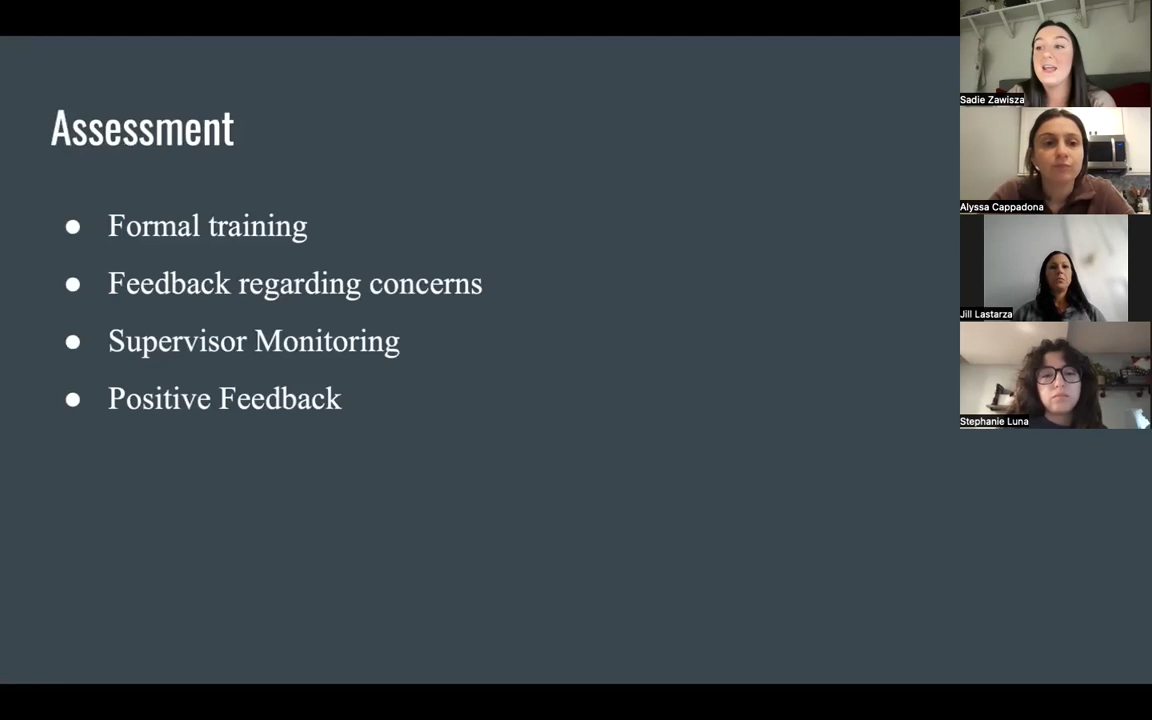 Assessment
● Formal training
● Feedback regarding concerns
● Supervisor Monitoring
● Positive Feedback
Sadie Zawisza
Alyssa Cappadona
Jill Lastarza
Stephanie Luna